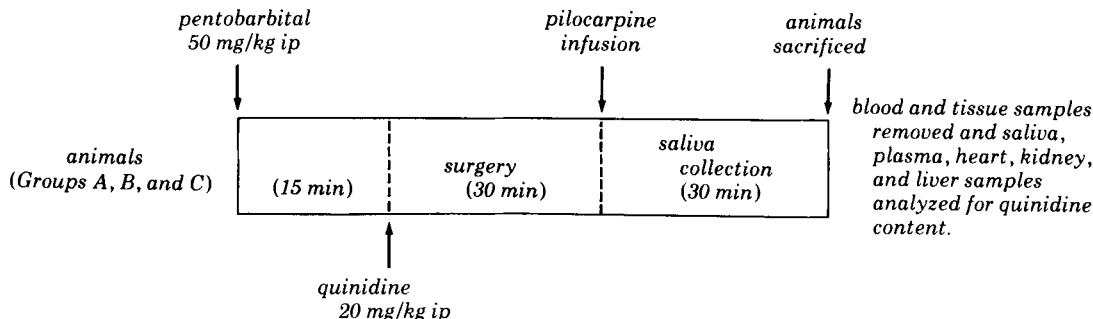 pentobarbital
50 mg/kg ip
pilocarpine
infusion
animals
sacrificed
animals
(Groups A, B, and C)
(15 min)
surgery
(30 min)
saliva
collection
(30 min)
blood and tissue samples
removed and saliva,
plasma, heart, kidney,
and liver samples
analyzed for quinidine
content.
quinidine
20 mg/kg ip